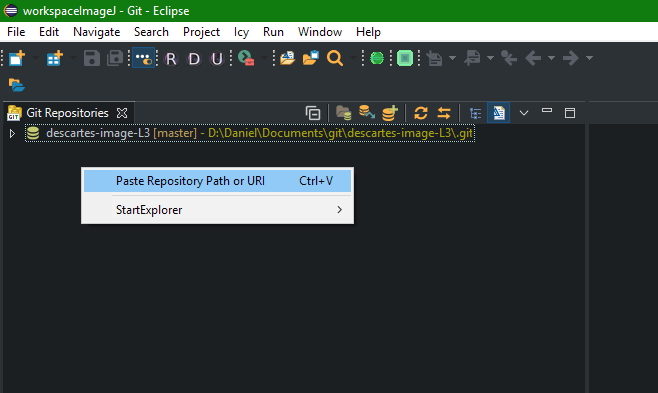 workspaceImageJ - Git - Eclipse
File Edit Navigate Search Project Icy Run Window Help
R D U
GIT Git Repositories
descartes-image-L3 [master] - D:\Daniel\Documents\git\descartes-image-L3\.git
Paste Repository Path or URI Ctrl+V
StartExplorer